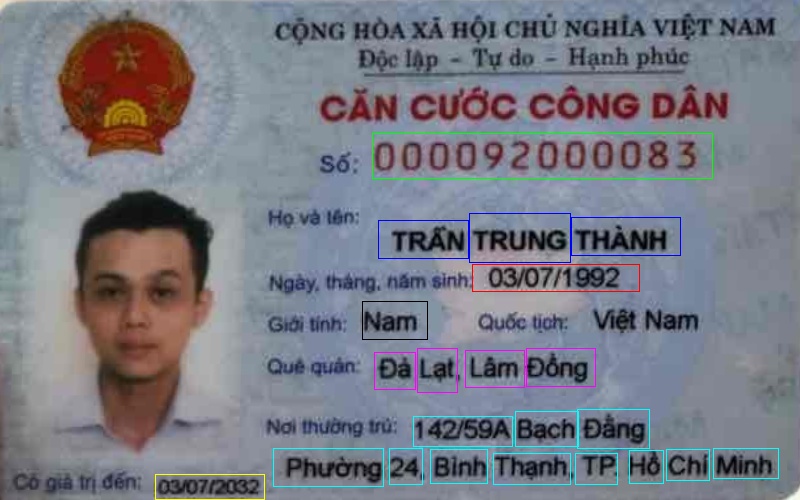 CỘNG HÒA XÃ HỘI CHỦ NGHĨA VIỆT NAM
Độc lập - Tự do - Hạnh phúc
CĂN CƯỚC CÔNG DÂN
Số: 000092000083
Họ và tên:
TRẦN TRUNG THÀNH
Ngày, tháng, năm sinh: 03/07/1992
Giới tính: Nam Quốc tịch: Việt Nam
Quê quán: Đà Lạt, Lâm Đồng
Nơi thường trú: 142/59A Bạch Đằng
Phường 24, Bình Thạnh, TP. Hồ Chí Minh
Có giá trị đến: 03/07/2032